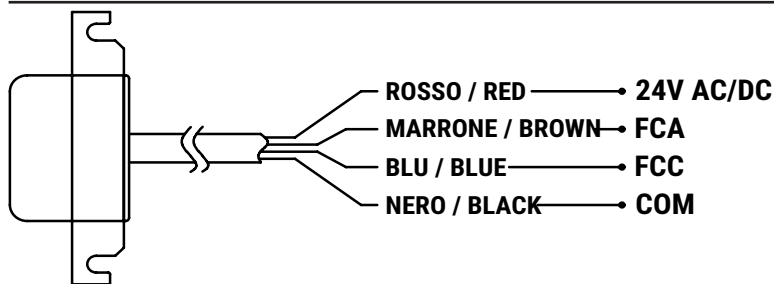 ROSSO / RED 24V AC/DC
MARRONE / BROWN FCA
BLU / BLUE FCC
NERO / BLACK COM